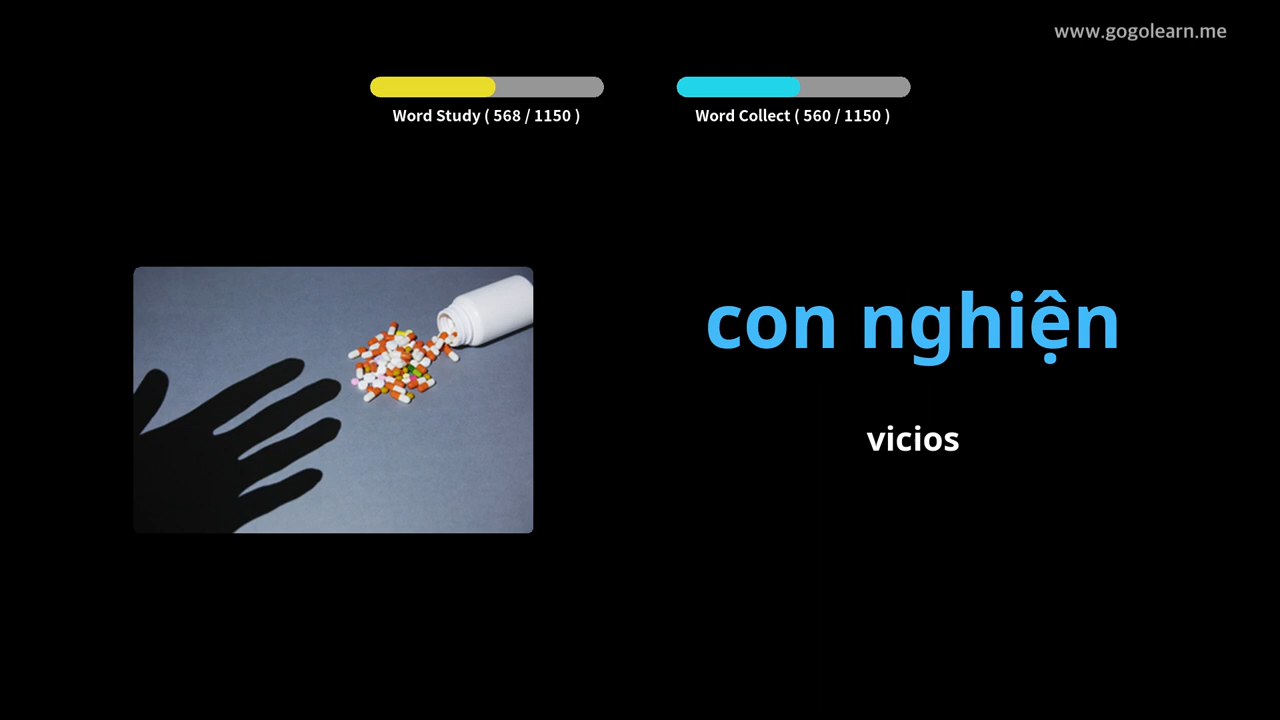 www.gogolearn.me
Word Study ( 568 / 1150 )
Word Collect ( 560 / 1150 )
con nghiện
vicios